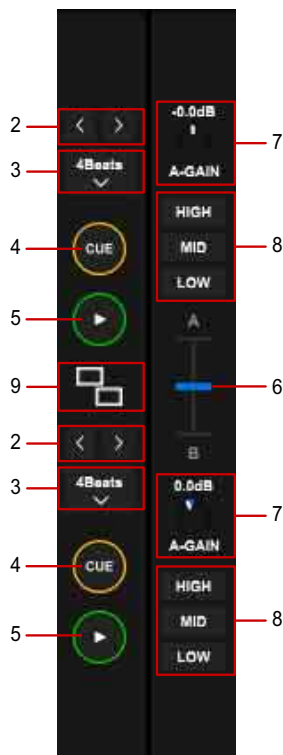 2
< >
3
4Beats
4
CUE
5
9
2
< >
3
4Beats
4
CUE
5
-0.0dB
A-GAIN
7
HIGH
MID
LOW
8
A
6
B
0.0dB
A-GAIN
7
HIGH
MID
LOW
8